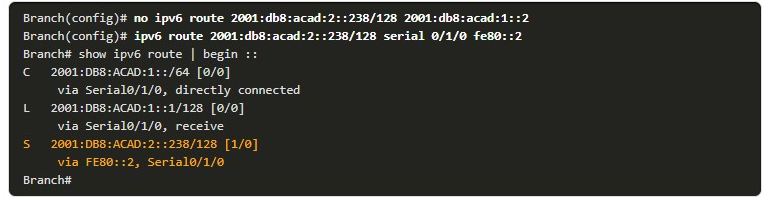 Branch(config)# no ipv6 route 2001:db8:acad:2::238/128 2001:db8:acad:1::2
Branch(config)# ipv6 route 2001:db8:acad:2::238/128 serial 0/1/0 fe80::2
Branch# show ipv6 route | begin ::
C   2001:DB8:ACAD:1::/64 [0/0]
     via Serial0/1/0, directly connected
L   2001:DB8:ACAD:1::1/128 [0/0]
     via Serial0/1/0, receive
S   2001:DB8:ACAD:2::238/128 [1/0]
     via FE80::2, Serial0/1/0
Branch#